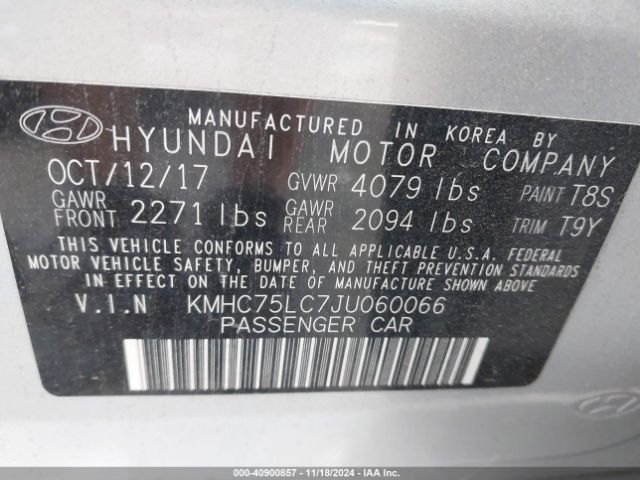 MANUFACTURED IN KOREA BY
HYUNDAI MOTOR COMPANY
OCT/12/17 GVWR 4079 lbs PAINT T8S
GAWR FRONT 2271 lbs GAWR REAR 2094 lbs TRIM T9Y
THIS VEHICLE CONFORMS TO ALL APPLICABLE U.S.A. FEDERAL
MOTOR VEHICLE SAFETY, BUMPER, AND THEFT PREVENTION STANDARDS
IN EFFECT ON THE DATE OF MANUFACTURE SHOWN ABOVE.
V.I.N KMHC75LC7JU060066
PASSENGER CAR
000-40900857 - 11/18/2024 - IAA Inc.